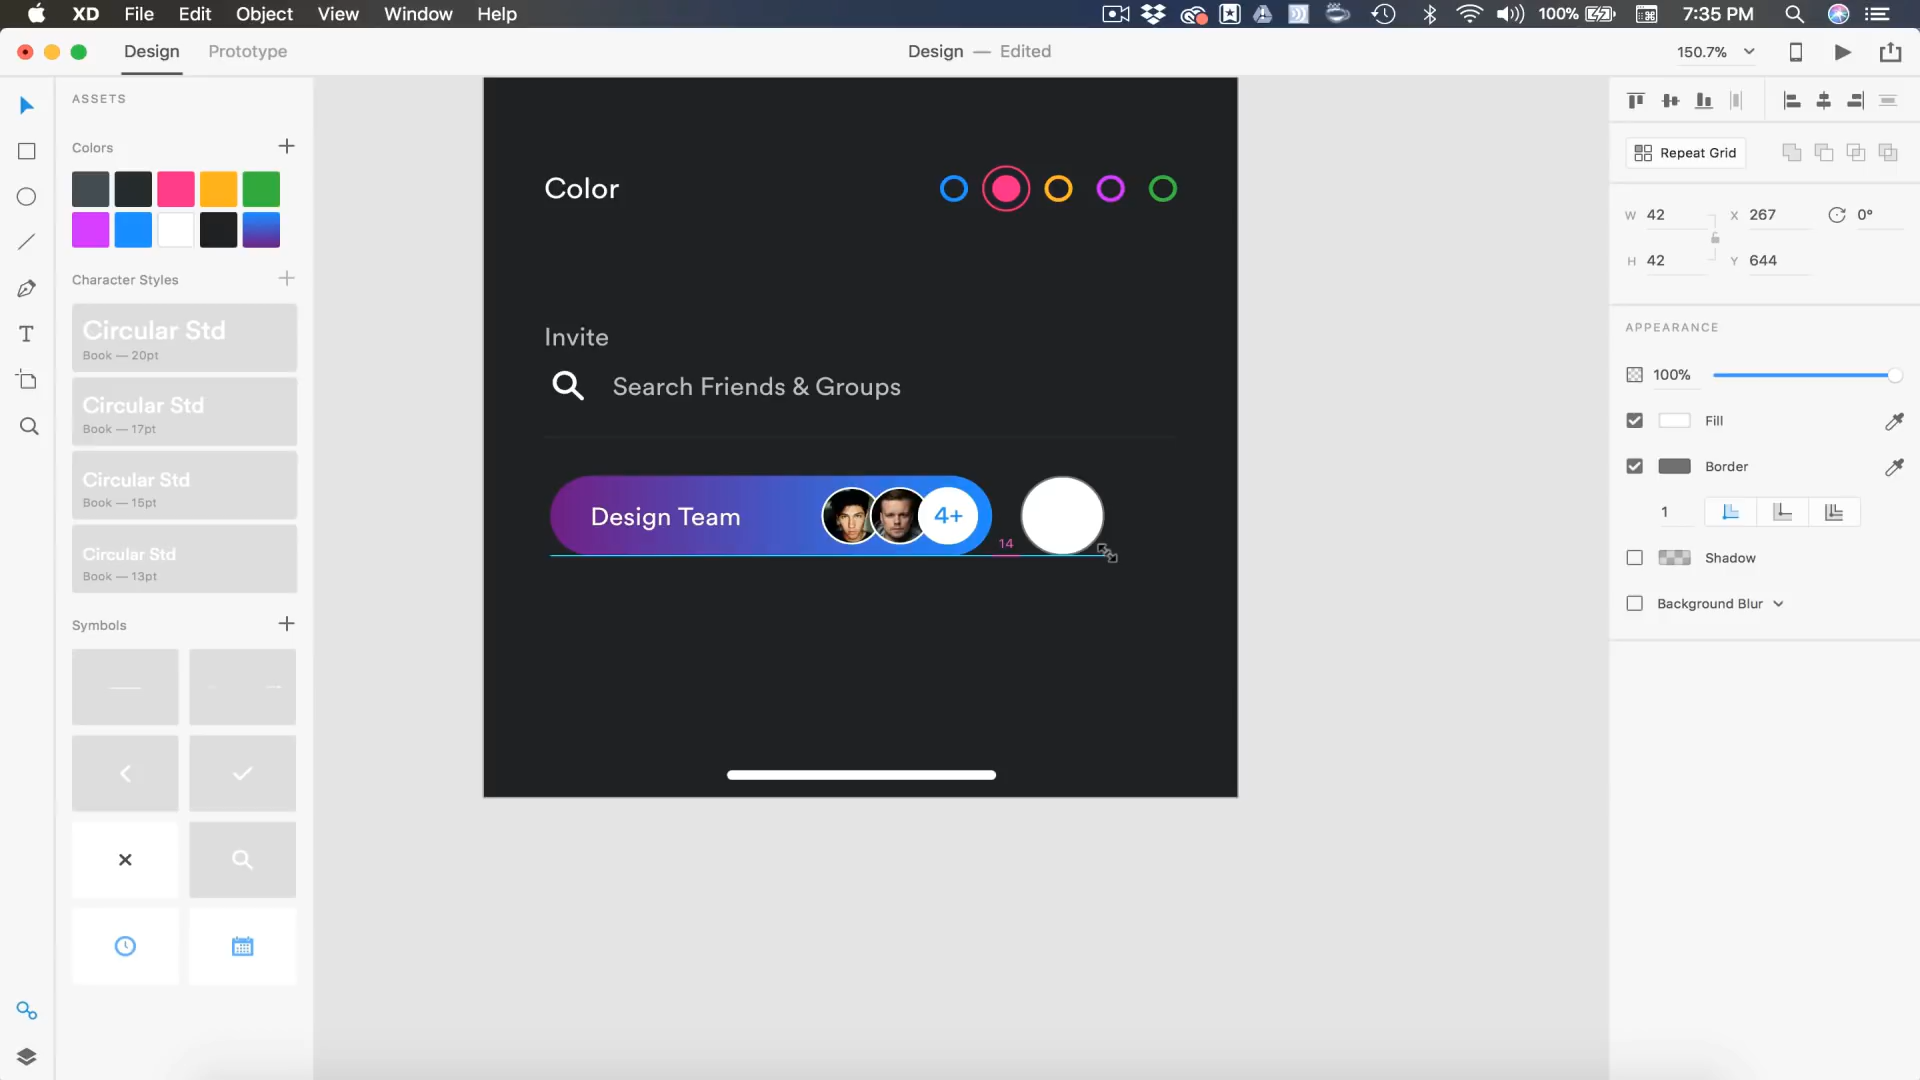 XD File Edit Object View Window Help
100% 7:35 PM
Design Prototype
Design — Edited
150.7%
ASSETS
Colors
Character Styles
Circular Std
Book — 20pt
Circular Std
Book — 17pt
Circular Std
Book — 15pt
Circular Std
Book — 13pt
Symbols
Color
Invite
Search Friends & Groups
Design Team
4+
14
Repeat Grid
W 42 X 267 0°
H 42 Y 644
APPEARANCE
100%
Fill
Border
1
Shadow
Background Blur